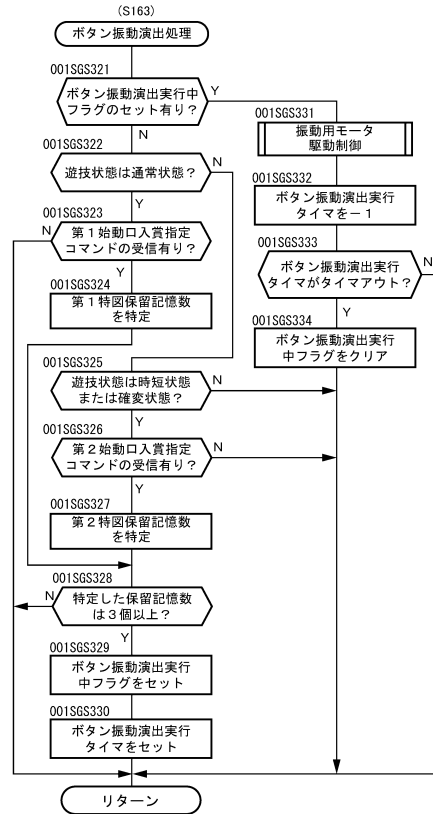 (S163)
ボタン振動演出処理
001SGS321
ボタン振動演出実行中
フラグのセット有り?
Y
N
001SGS322
遊技状態は通常状態?
N
Y
001SGS323
第1始動口入賞指定
コマンドの受信有り?
N
Y
001SGS324
第1特図保留記憶数
を特定
001SGS325
遊技状態は時短状態
または確変状態?
N
Y
001SGS326
第2始動口入賞指定
コマンドの受信有り?
N
Y
001SGS327
第2特図保留記憶数
を特定
001SGS328
特定した保留記憶数
は3個以上?
N
Y
001SGS329
ボタン振動演出実行
中フラグをセット
001SGS330
ボタン振動演出実行
タイマをセット
リターン
001SGS331
振動用モータ
駆動制御
001SGS332
ボタン振動演出実行
タイマを-1
001SGS333
ボタン振動演出実行
タイマがタイマアウト?
N
Y
001SGS334
ボタン振動演出実行
中フラグをクリア